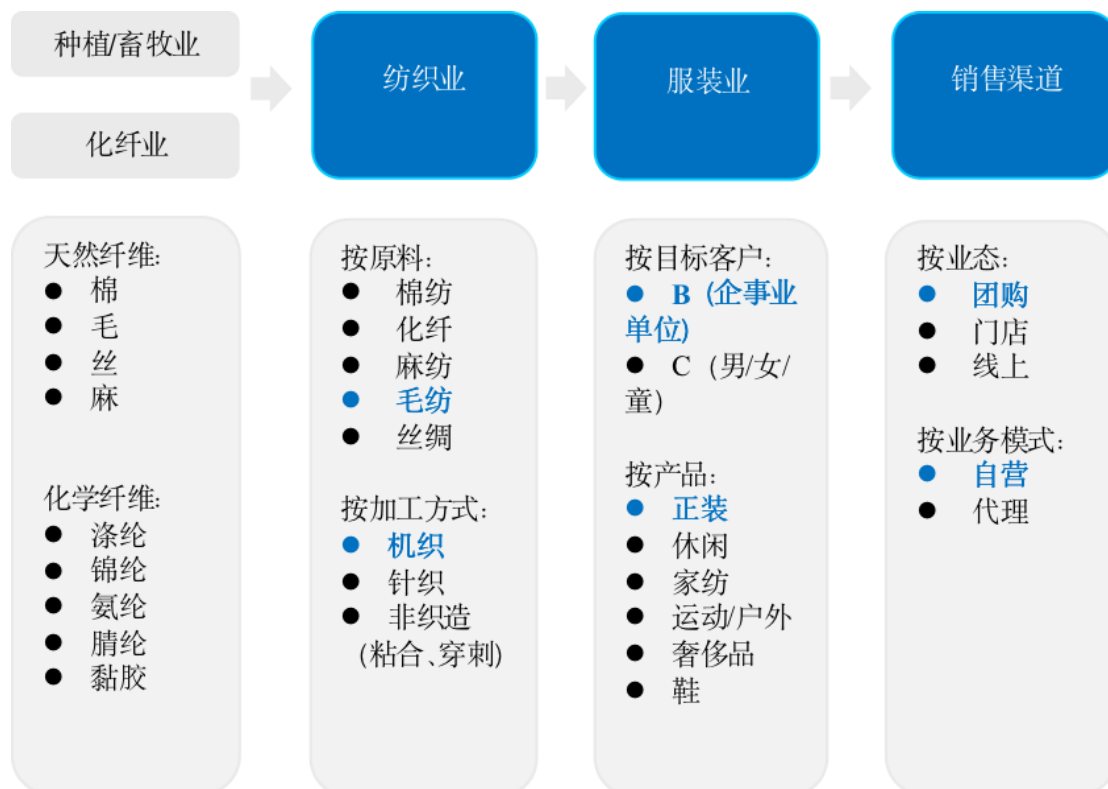 种植/畜牧业
化纤业
纺织业
服装业
销售渠道
天然纤维:
● 棉
● 毛
● 丝
● 麻
化学纤维:
● 涤纶
● 锦纶
● 氨纶
● 腈纶
● 黏胶
按原料:
● 棉纺
● 化纤
● 麻纺
● 毛纺
● 丝绸
按加工方式:
● 机织
● 针织
● 非织造
(粘合、穿刺)
按目标客户:
● B (企事业
单位)
● C (男/女/
童)
按产品:
● 正装
● 休闲
● 家纺
● 运动/户外
● 奢侈品
● 鞋
按业态:
● 团购
● 门店
● 线上
按业务模式:
● 自营
● 代理